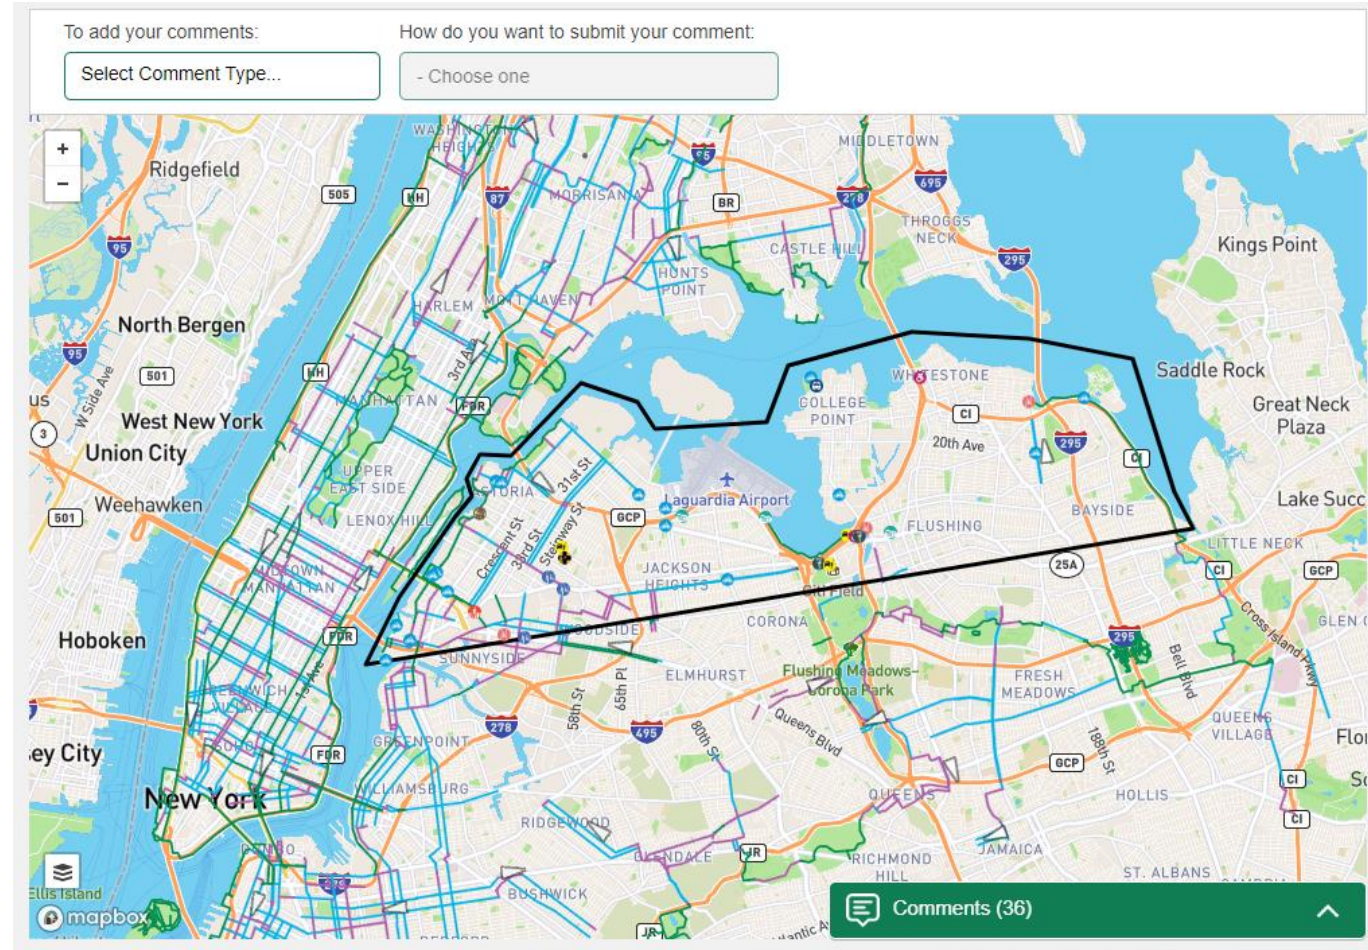 To add your comments:
How do you want to submit your comment:
Select Comment Type...
- Choose one
+
−
WASHINGTON
HEIGHTS
MIDDLETOWN
Ridgefield
95
505
HH
87
MORRISANIA
BR
278
695
THROGGS
NECK
95
CASTLE HILL
295
Kings Point
HUNTS
POINT
HARLEM
MOTT HAVEN
North Bergen
95
501
HH
3rd Ave
WHITESTONE
Saddle Rock
W Side Ave
MANHATTAN
FDR
COLLEGE
POINT
CI
Great Neck
Plaza
3
West New York
Union City
20th Ave
295
CI
UPPER
EAST SIDE
ASTORIA
31st St
Laguardia Airport
Weehawken
501
LENOX HILL
GCP
Lake Succ
BAYSIDE
FLUSHING
Crescent St
33rd St
Steinway St
LITTLE NECK
MIDTOWN
MANHATTAN
JACKSON
HEIGHTS
25A
CI
GCP
Citi Field
Hoboken
FDR
WOODSIDE
CORONA
Cross Island Pkwy
GLEN
SUNNYSIDE
295
1st Ave
ELMHURST
Flushing Meadows-
Corona Park
FRESH
MEADOWS
Bell Blvd
GREENWICH
VILLAGE
58th St
65th Pl
278
495
80th St
Queens Blvd
188th St
QUEENS
VILLAGE
SOHO
FDR
GREENPOINT
ey City
GCP
CI
New York
WILLIAMSBURG
QUEENS
HOLLIS
RIDGEWOOD
CI
GLENDALE
JR
RICHMOND
HILL
JAMAICA
ST. ALBANS
278
Ellis Island
BUSHWICK
mapbox
JR
Comments (36)